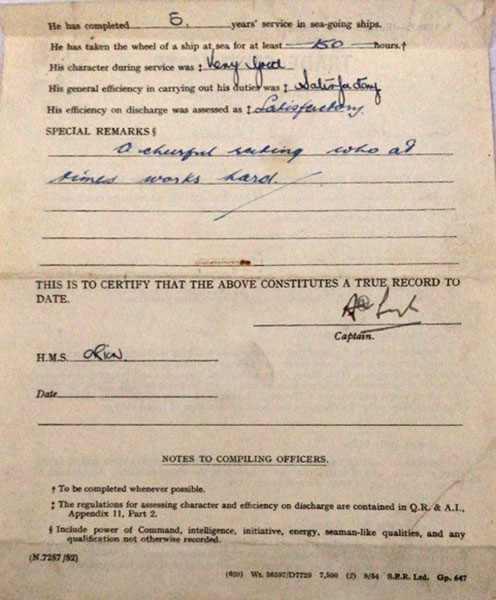 He has completed 5. years' service in sea-going ships.
He has taken the wheel of a ship at sea for at least 150 hours.†
His character during service was ‡ Very Good
His general efficiency in carrying out his duties was ‡ Satisfactory
His efficiency on discharge was assessed as ‡ Satisfactory.
SPECIAL REMARKS §
A cheerful rating who at
times works hard.
THIS IS TO CERTIFY THAT THE ABOVE CONSTITUTES A TRUE RECORD TO
DATE.
Captain.
H.M.S. Orion.
Date
NOTES TO COMPILING OFFICERS.
† To be completed whenever possible.
‡ The regulations for assessing character and efficiency on discharge are contained in Q.R. & A.I.,
Appendix 11, Part 2.
§ Include power of Command, intelligence, initiative, energy, seaman-like qualities, and any
qualification not otherwise recorded.
(N.7257/52)
(620) Wt. 36597/D7729 7,500 (2) 8/54 S.P.R. Ltd. Gp. 647